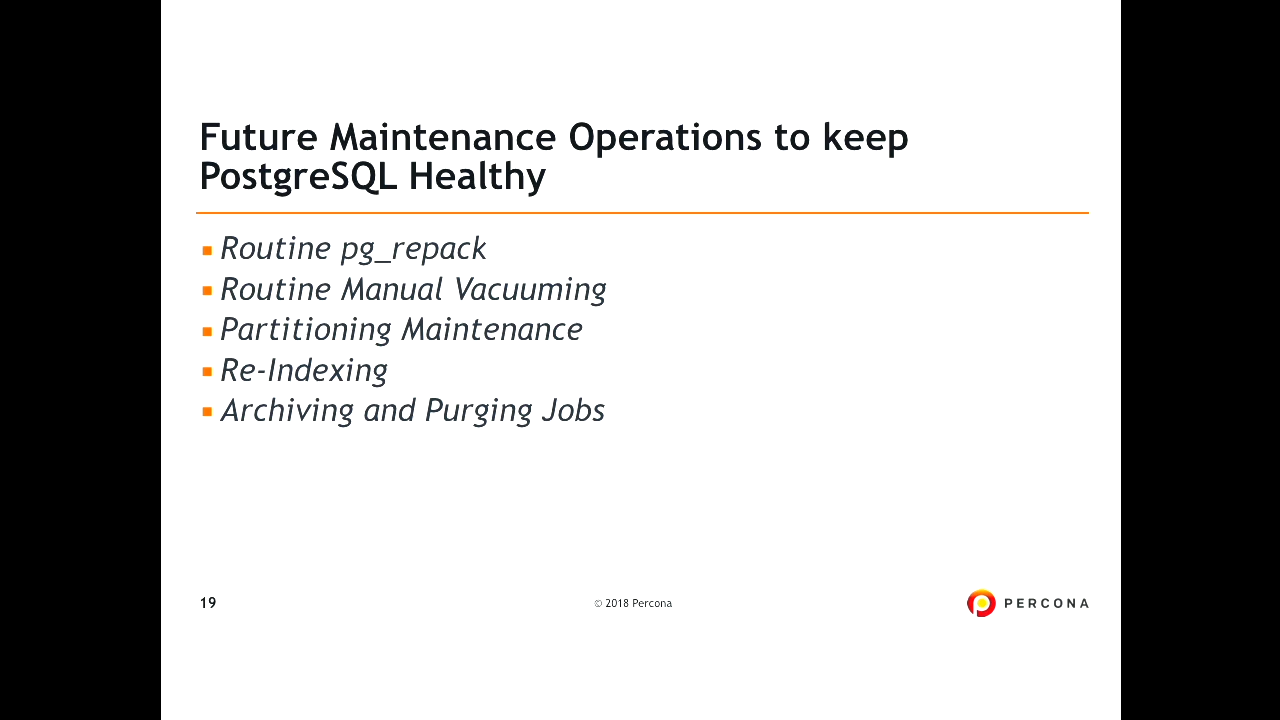 Future Maintenance Operations to keep
PostgreSQL Healthy
Routine pg_repack
Routine Manual Vacuuming
Partitioning Maintenance
Re-Indexing
Archiving and Purging Jobs
19
© 2018 Percona
PERCONA